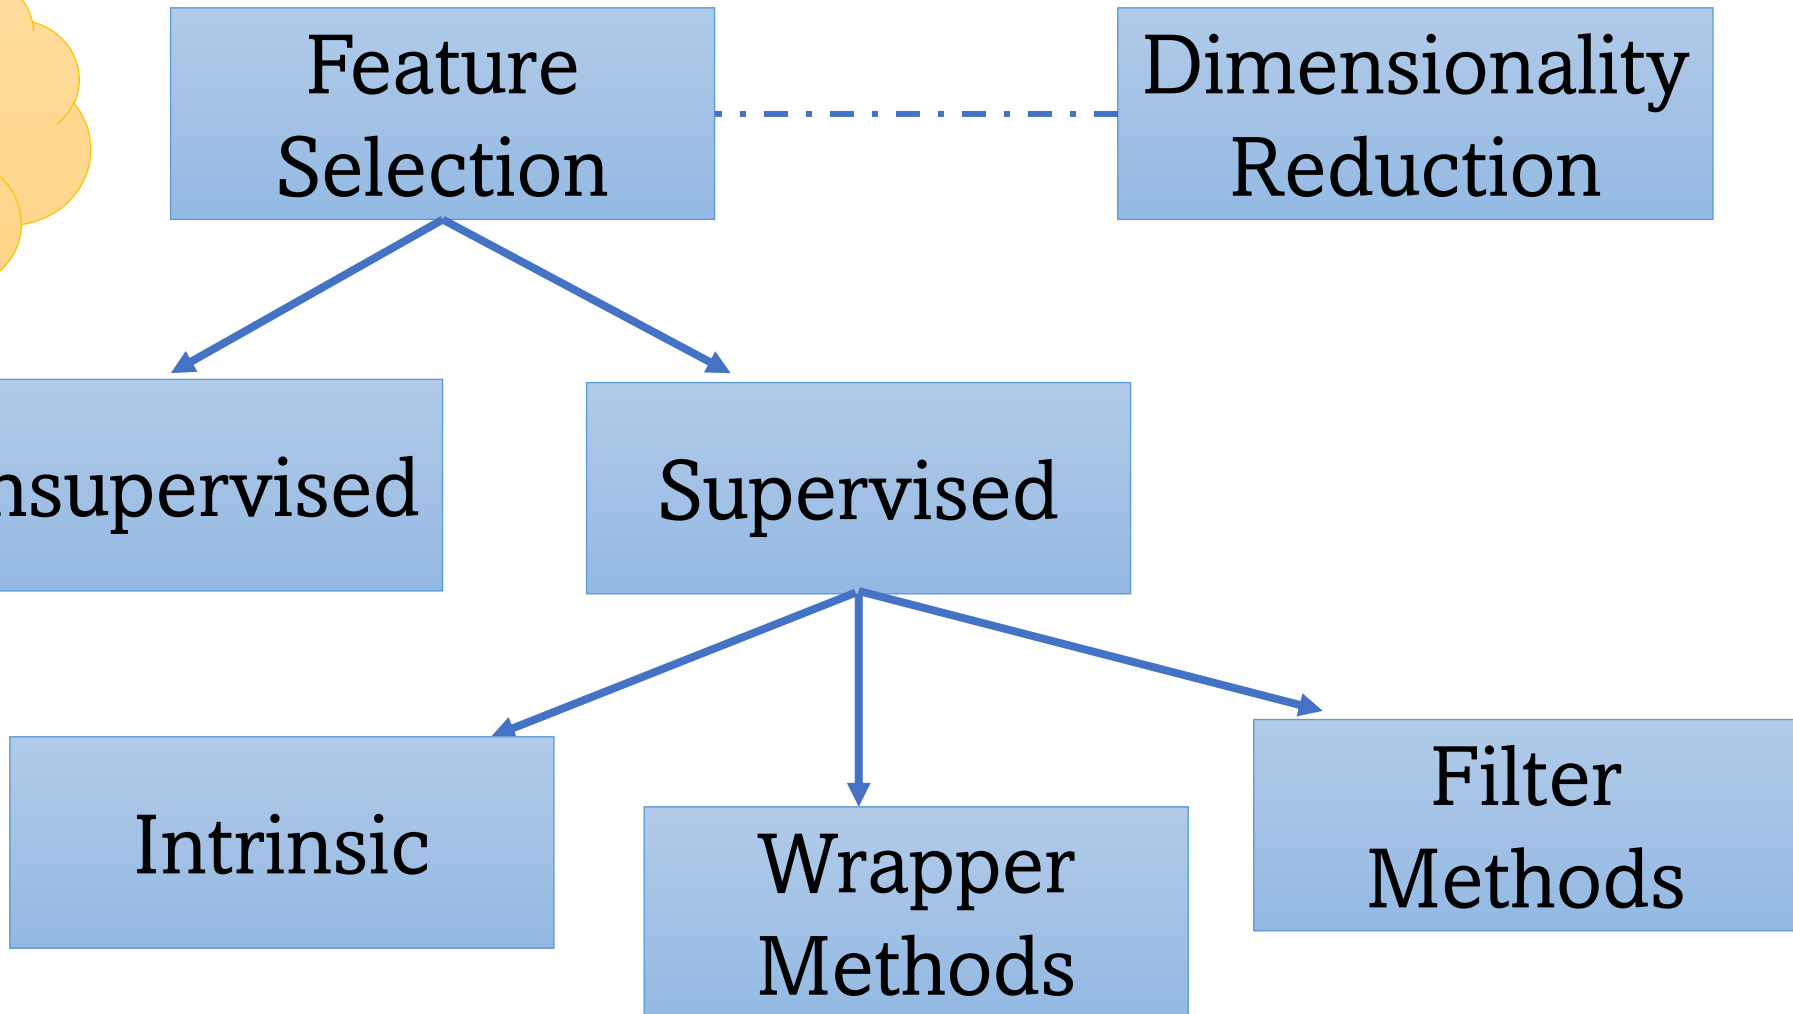 Feature
Selection
Dimensionality
Reduction
nsupervised
Supervised
Intrinsic
Wrapper
Methods
Filter
Methods